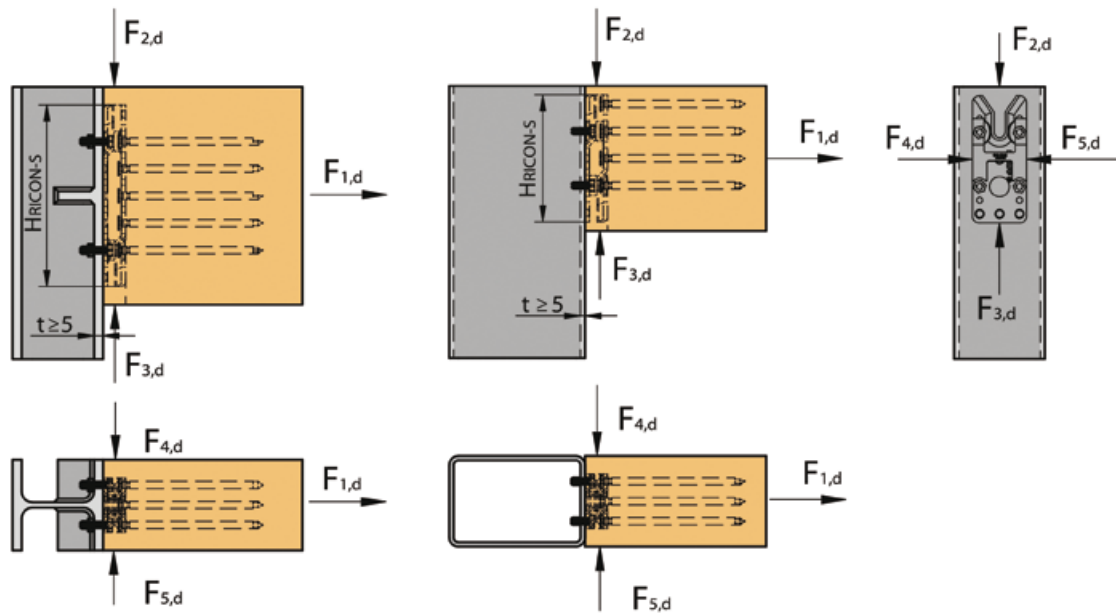 F2,d
HRICON-S
F1,d
t ≥ 5
F3,d
F2,d
HRICON-S
F1,d
F3,d
t ≥ 5
F2,d
F4,d
F5,d
F3,d
F4,d
F1,d
F5,d
F4,d
F1,d
F5,d